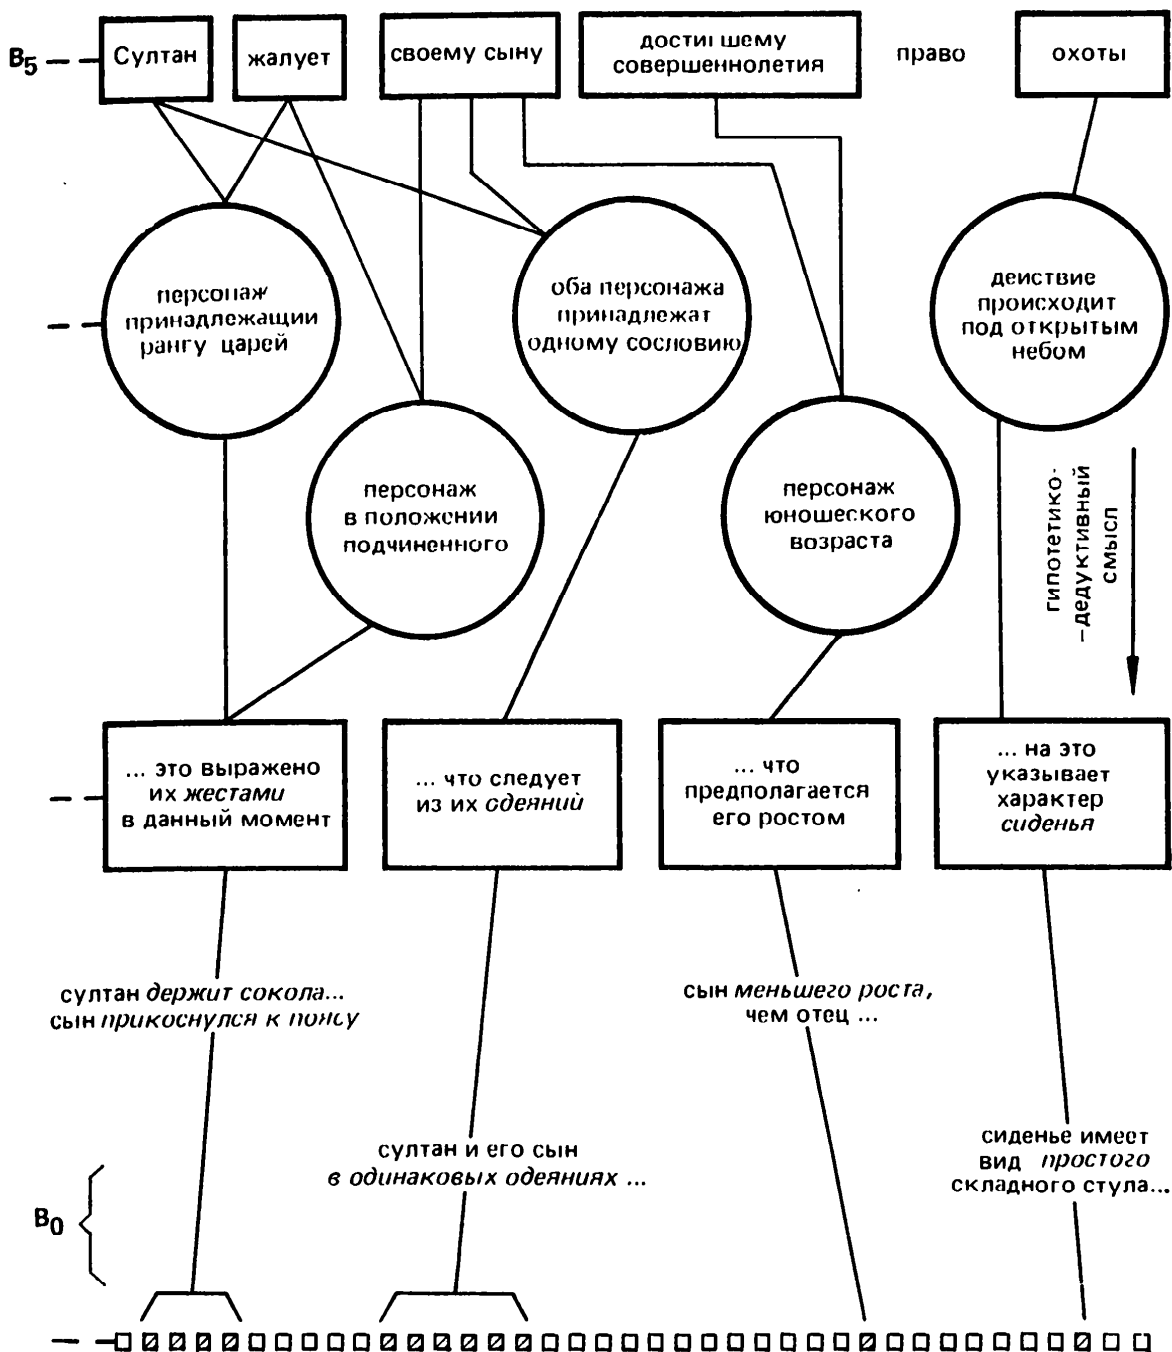 B5
Султан
жалует
своему сыну
достигшему
совершеннолетия
право
охоты
персонаж
принадлежащии
рангу царей
оба персонажа
принадлежат
одному сословию
деиствие
происходит
под открытым
небом
персонаж
в положении
подчиненного
персонаж
юношеского
возраста
гипотетико-
–дедуктивный
смысл
... это выражено
их жестами
в данный момент
... что следует
из их одеяний
... что
предполагается
его ростом
... на это
указывает
характер
сиденья
султан держит сокола...
сын прикоснулся к поясу
сын меньшего роста,
чем отец ...
султан и его сын
в одинаковых одеяниях ...
сиденье имеет
вид простого
складного стула...
B0